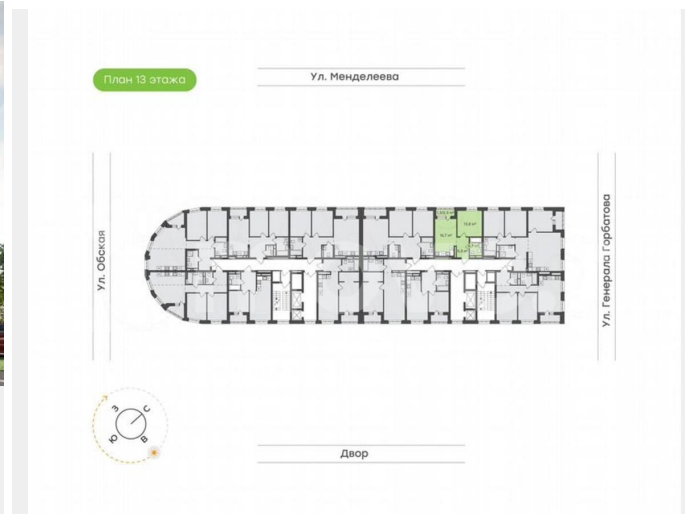 Ул. Менделеева
План 13 этажа
Ул. Обская
Ул. Генерала Горбатова
З
С
Ю
В
Двор